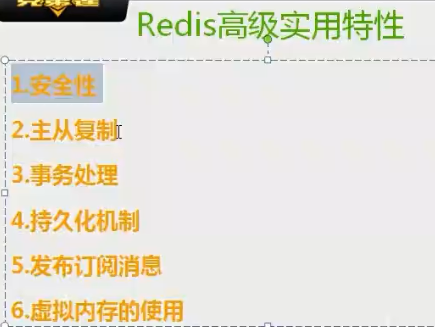 Redis高级实用特性
1.安全性
2.主从复制
3.事务处理
4.持久化机制
5.发布订阅消息
6.虚拟内存的使用